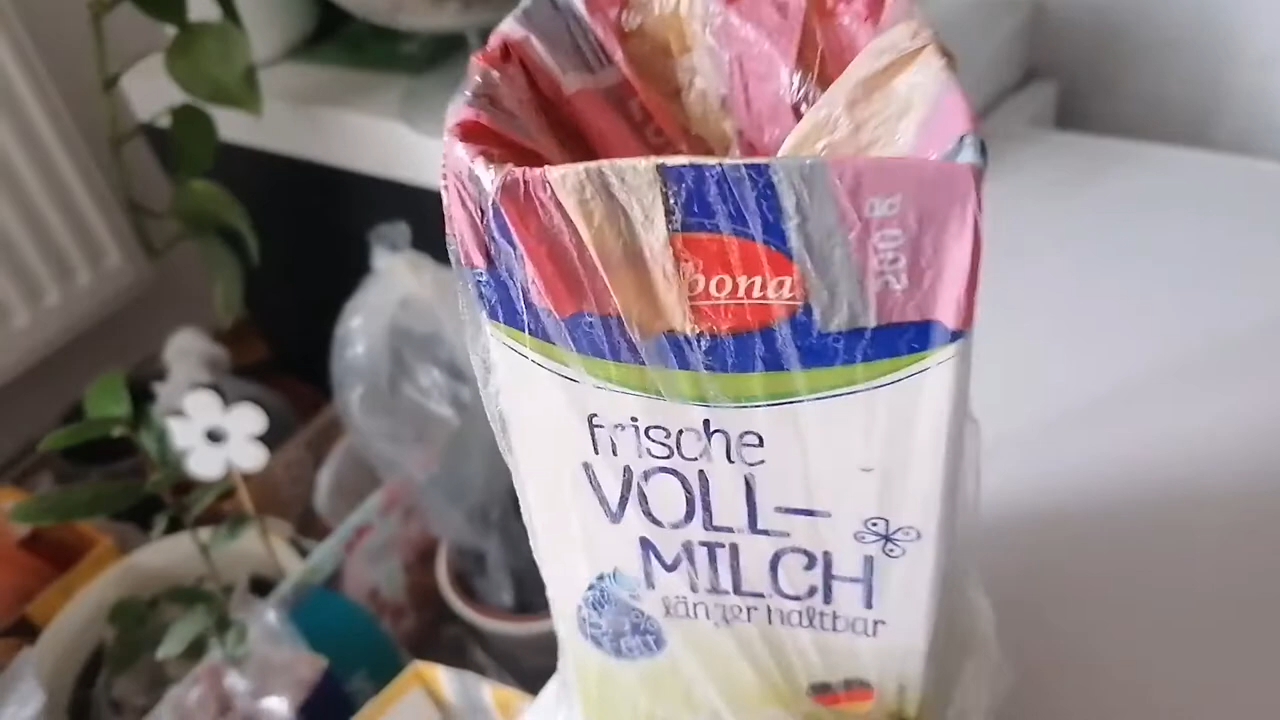 200 g
bona
frische
VOLL-
MILCH
länger haltbar